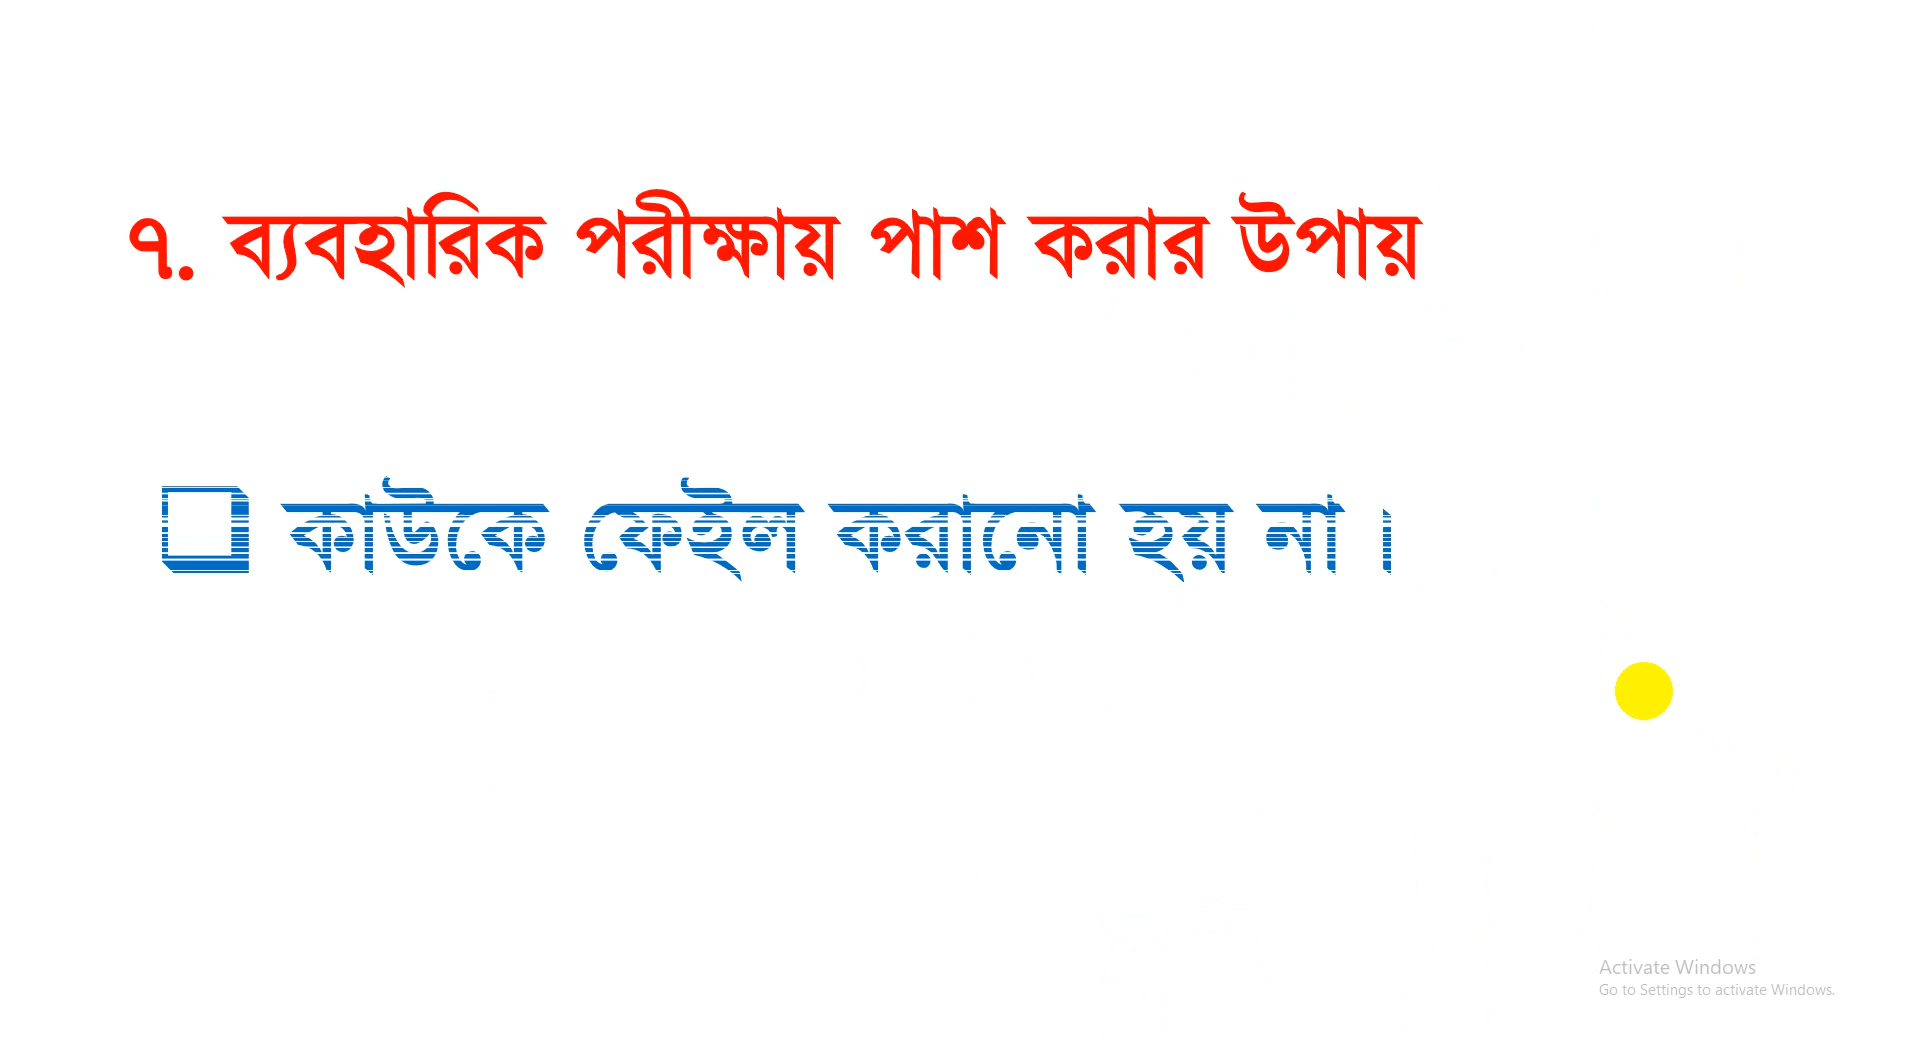 ৭. ব্যবহারিক পরীক্ষায় পাশ করার উপায়
কাউকে ফেইল করানো হয় না।
Activate Windows
Go to Settings to activate Windows.